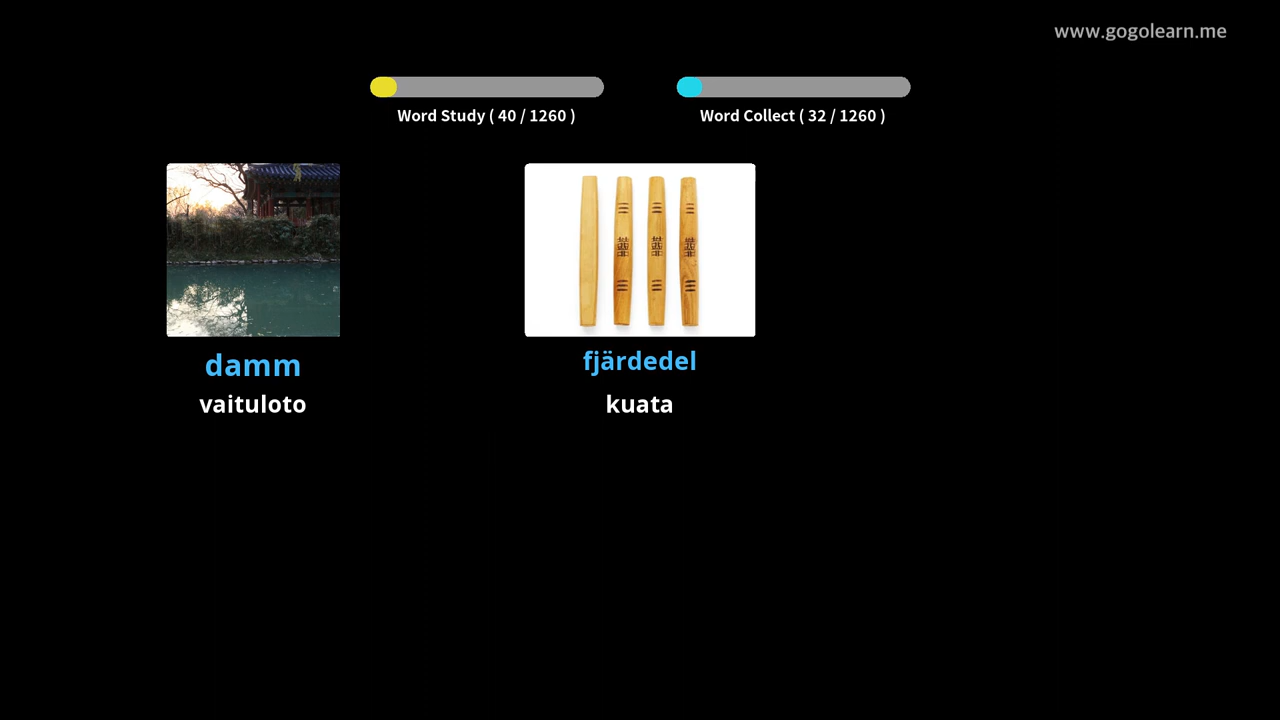 www.gogolearn.me
Word Study ( 40 / 1260 )
Word Collect ( 32 / 1260 )
damm
fjärdedel
vaituloto
kuata